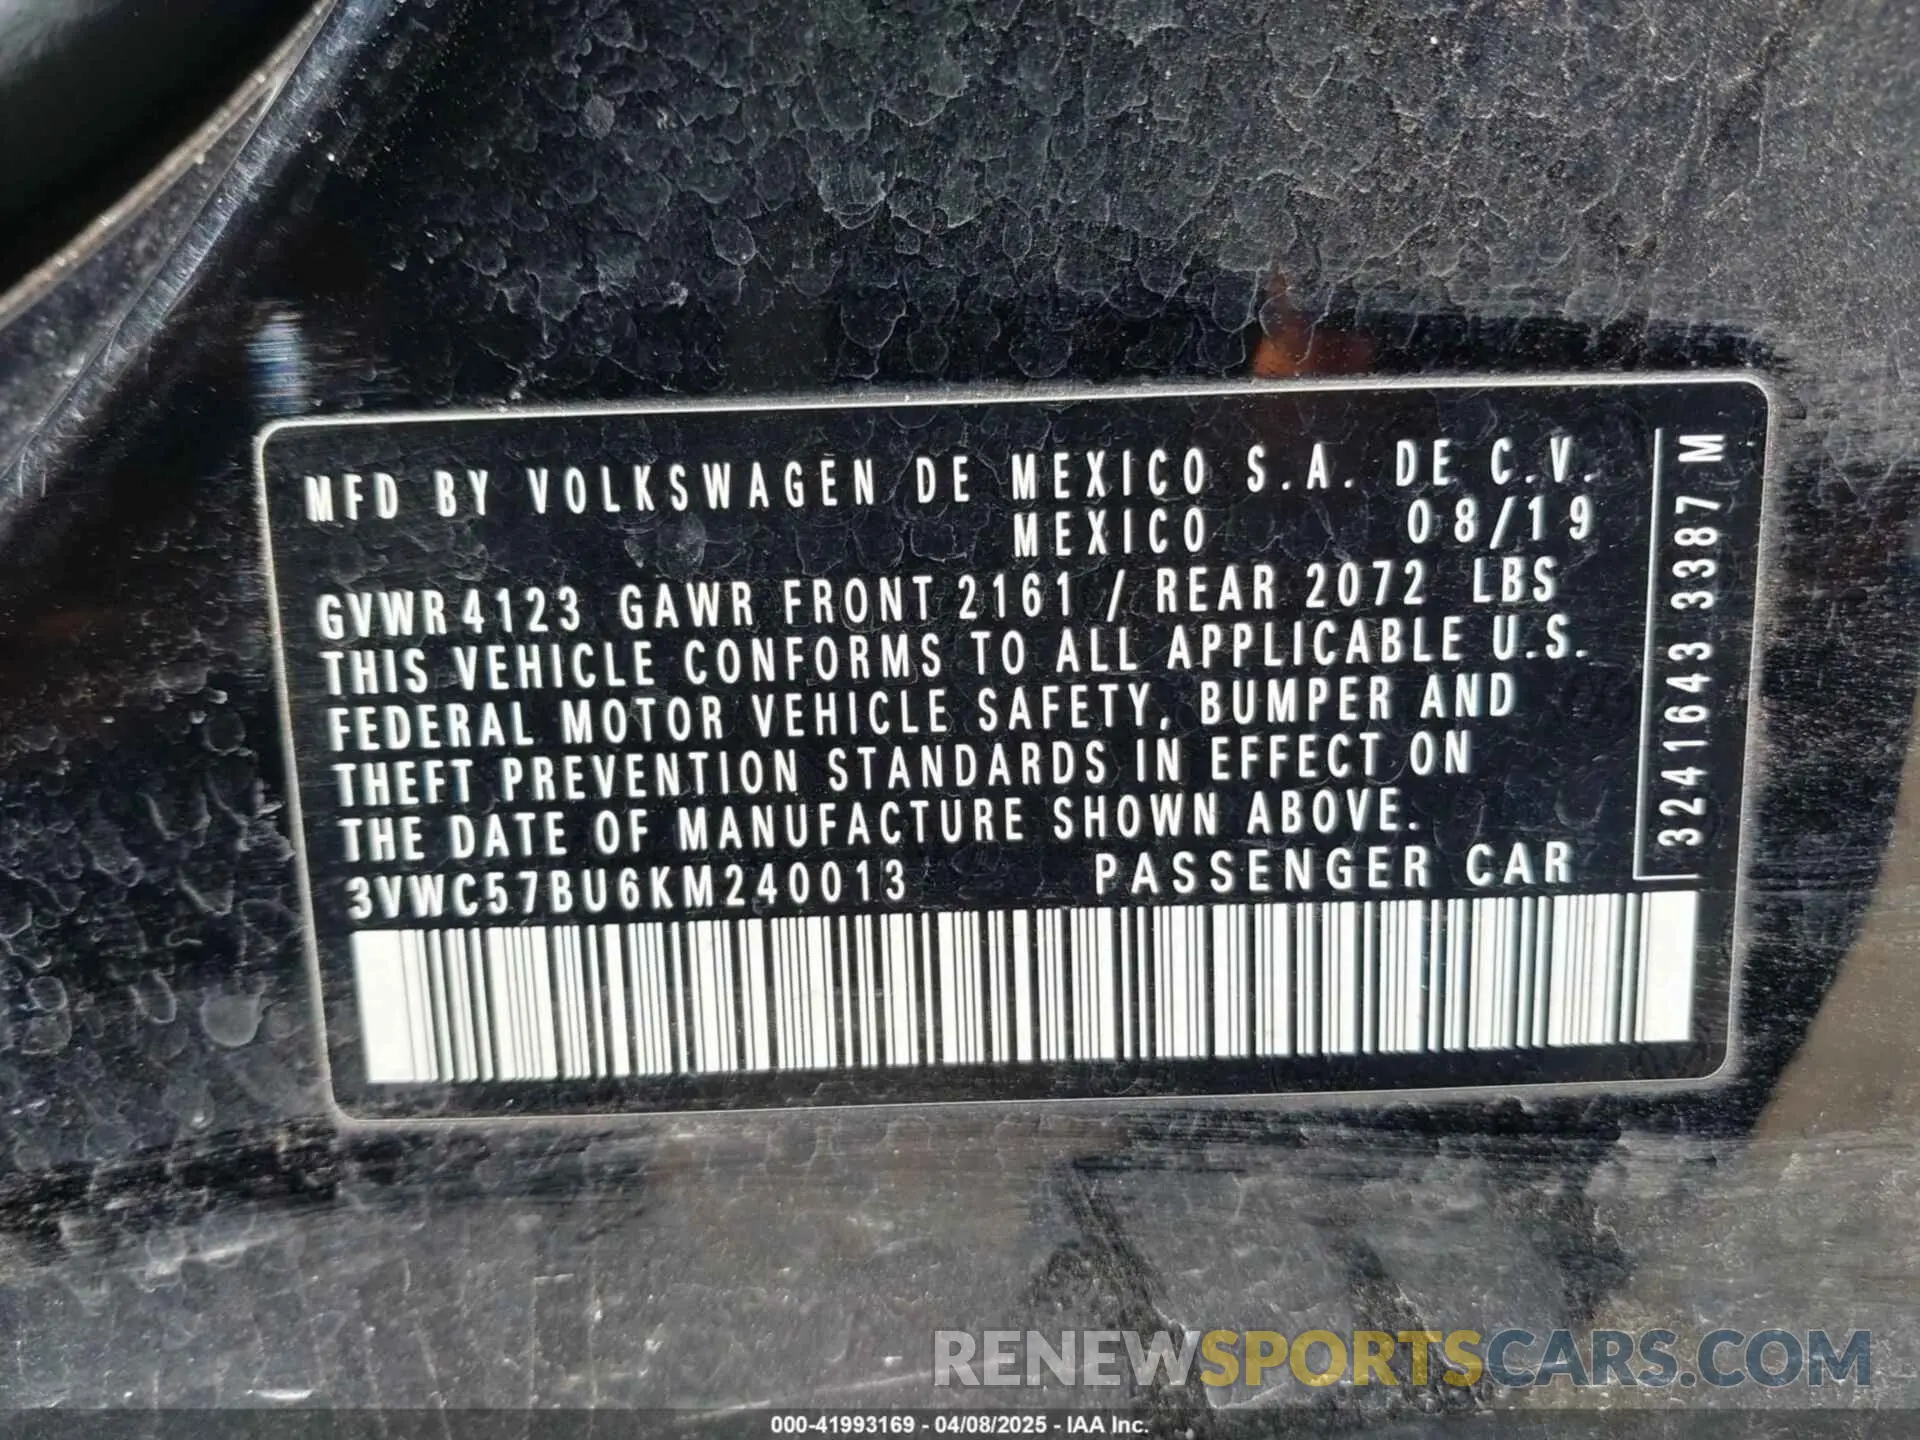 MFD BY VOLKSWAGEN DE MEXICO S.A. DE C.V.
MEXICO 08/19
GVWR 4123 GAWR FRONT 2161 / REAR 2072 LBS
THIS VEHICLE CONFORMS TO ALL APPLICABLE U.S.
FEDERAL MOTOR VEHICLE SAFETY, BUMPER AND
THEFT PREVENTION STANDARDS IN EFFECT ON
THE DATE OF MANUFACTURE SHOWN ABOVE.
3VWC57BU6KM240013 PASSENGER CAR
3241643 3387 M
RENEWSPORTSCARS.COM
000-41993169 - 04/08/2025 - IAA Inc.